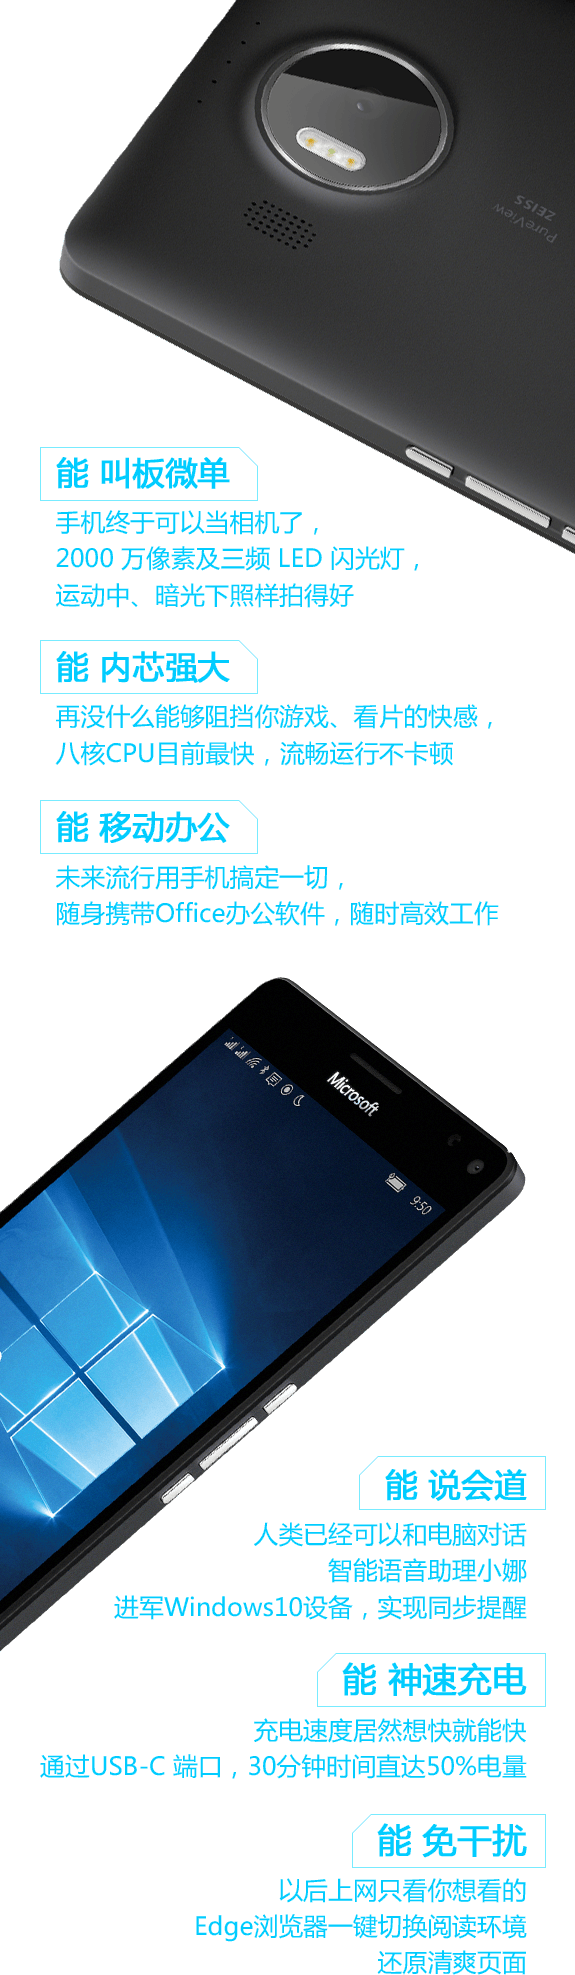 PureView
ZEISS
能 叫板微单
手机终于可以当相机了，
2000 万像素及三频 LED 闪光灯，
运动中、暗光下照样拍得好
能 内芯强大
再没什么能够阻挡你游戏、看片的快感，
八核CPU目前最快，流畅运行不卡顿
能 移动办公
未来流行用手机搞定一切，
随身携带Office办公软件，随时高效工作
Microsoft
9:50
能 说会道
人类已经可以和电脑对话
智能语音助理小娜
进军Windows10设备，实现同步提醒
能 神速充电
充电速度居然想快就能快
通过USB-C 端口，30分钟时间直达50%电量
能 免干扰
以后上网只看你想看的
Edge浏览器一键切换阅读环境
还原清爽页面